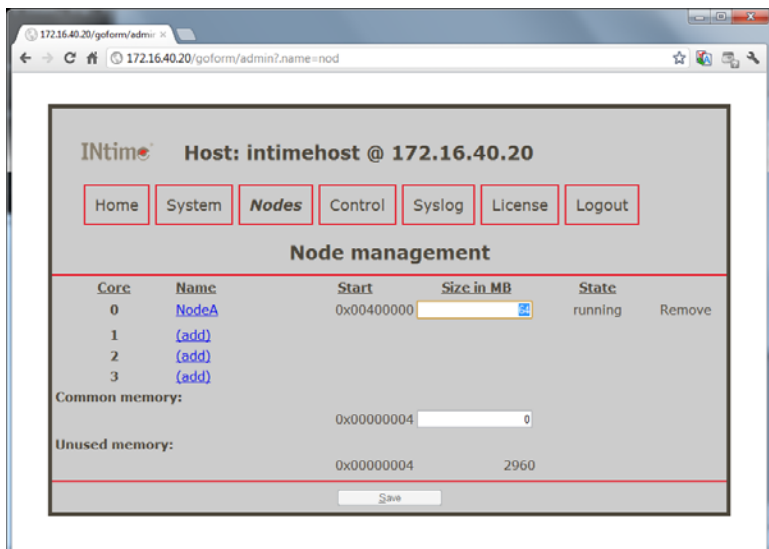 172.16.40.20/goform/admir
172.16.40.20/goform/admin?.name=nod
INtime Host: intimehost @ 172.16.40.20
Home System Nodes Control Syslog License Logout
Node management
Core Name Start Size in MB State
0 NodeA 0x00400000 64 running Remove
1 (add)
2 (add)
3 (add)
Common memory:
0x00000004 0
Unused memory:
0x00000004 2960
Save